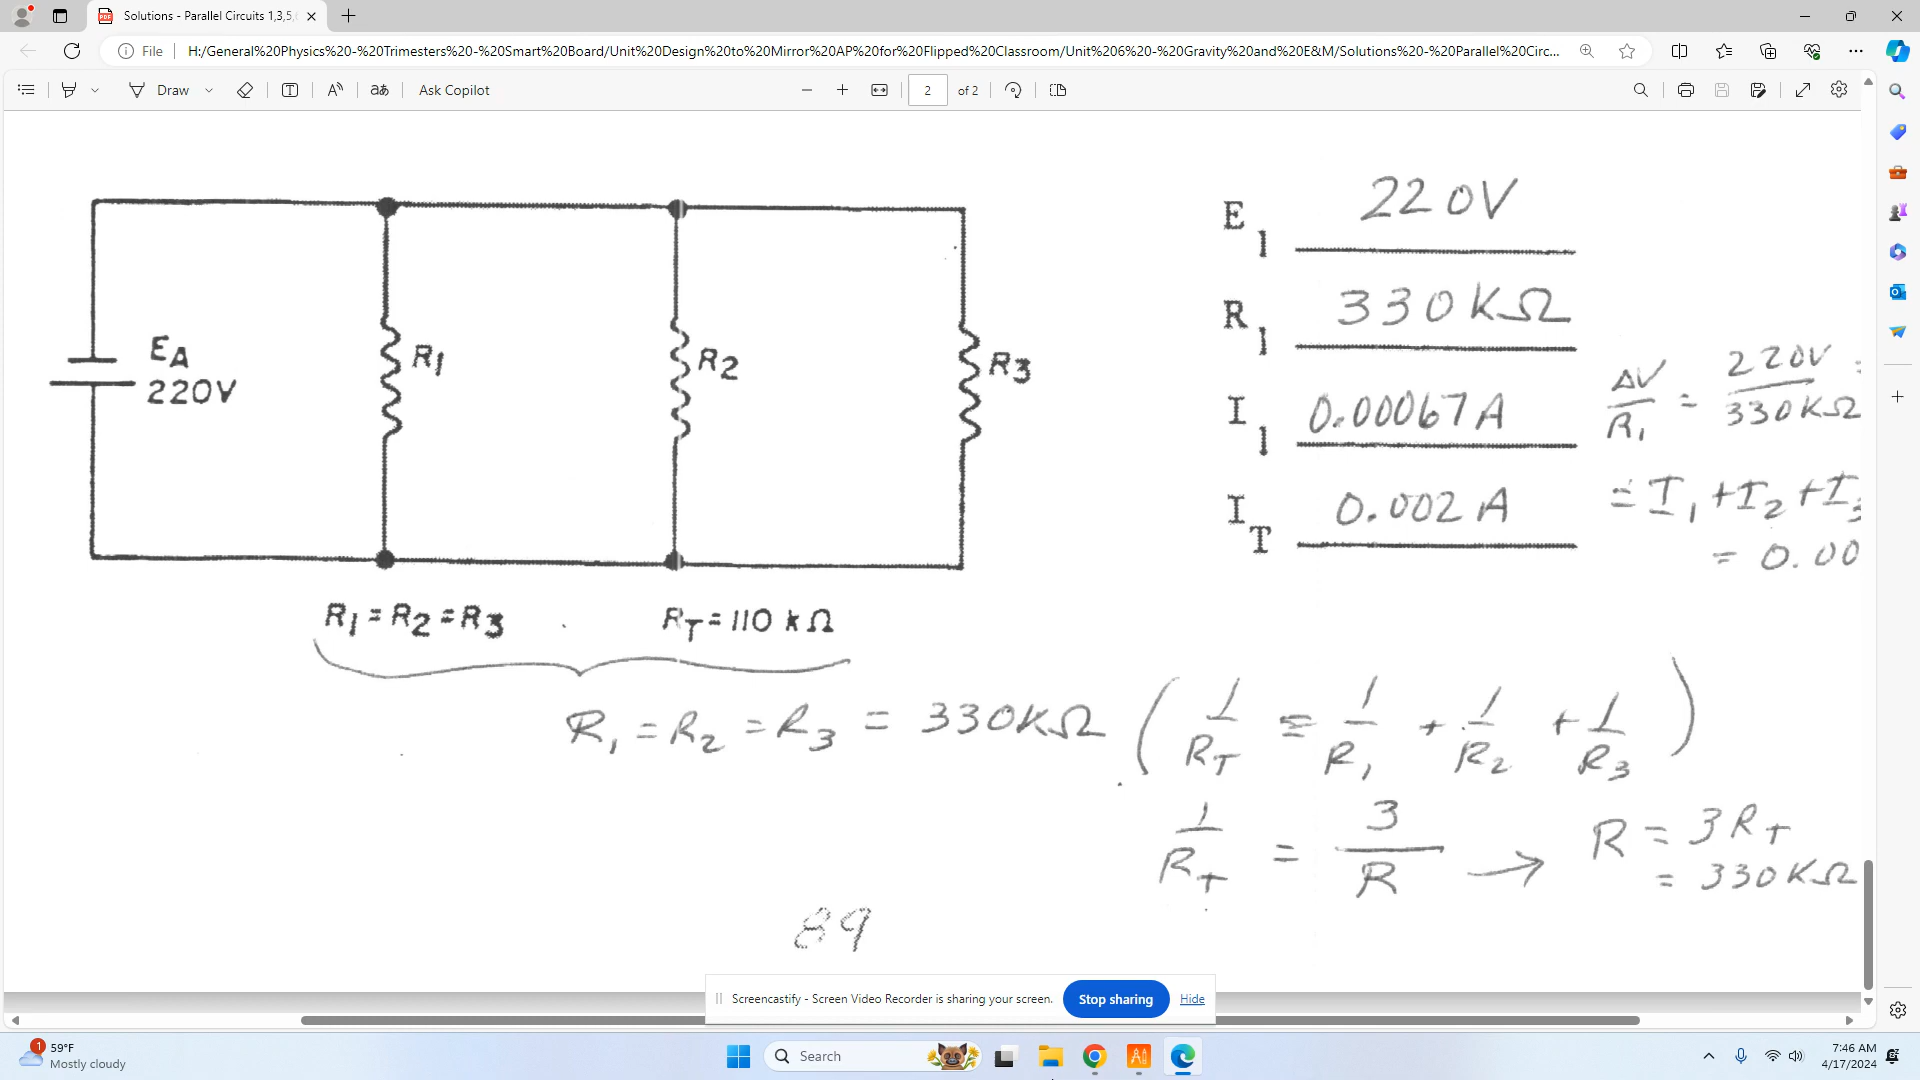 Solutions - Parallel Circuits 1,3,5,
File
H:/General%20Physics%20-%20Trimesters%20-%20Smart%20Board/Unit%20Design%20to%20Mirror%20AP%20for%20Flipped%20Classroom/Unit%206%20-%20Gravity%20and%20E&M/Solutions%20-%20Parallel%20Circ...
Draw
Ask Copilot
2 of 2
E1 220V
R1 330KΩ
I1 0.00067A
ΔV/R1 = 220V/330KΩ =
IT 0.002A
= I1 + I2 + I3
= 0.00
EA
220V
R1
R2
R3
R1 = R2 = R3
RT = 110 kΩ
R1 = R2 = R3 = 330KΩ (1/RT = 1/R1 + 1/R2 + 1/R3)
1/RT = 3/R → R = 3RT
= 330KΩ
89
Screencastify - Screen Video Recorder is sharing your screen.
Stop sharing
Hide
1
59°F
Mostly cloudy
Search
7:46 AM
4/17/2024